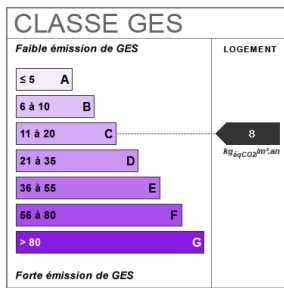 CLASSE GES
Faible émission de GES
LOGEMENT
≤ 5 A
6 à 10 B
11 à 20 C
8
kgéqCO2/m².an
21 à 35 D
36 à 55 E
56 à 80 F
> 80 G
Forte émission de GES